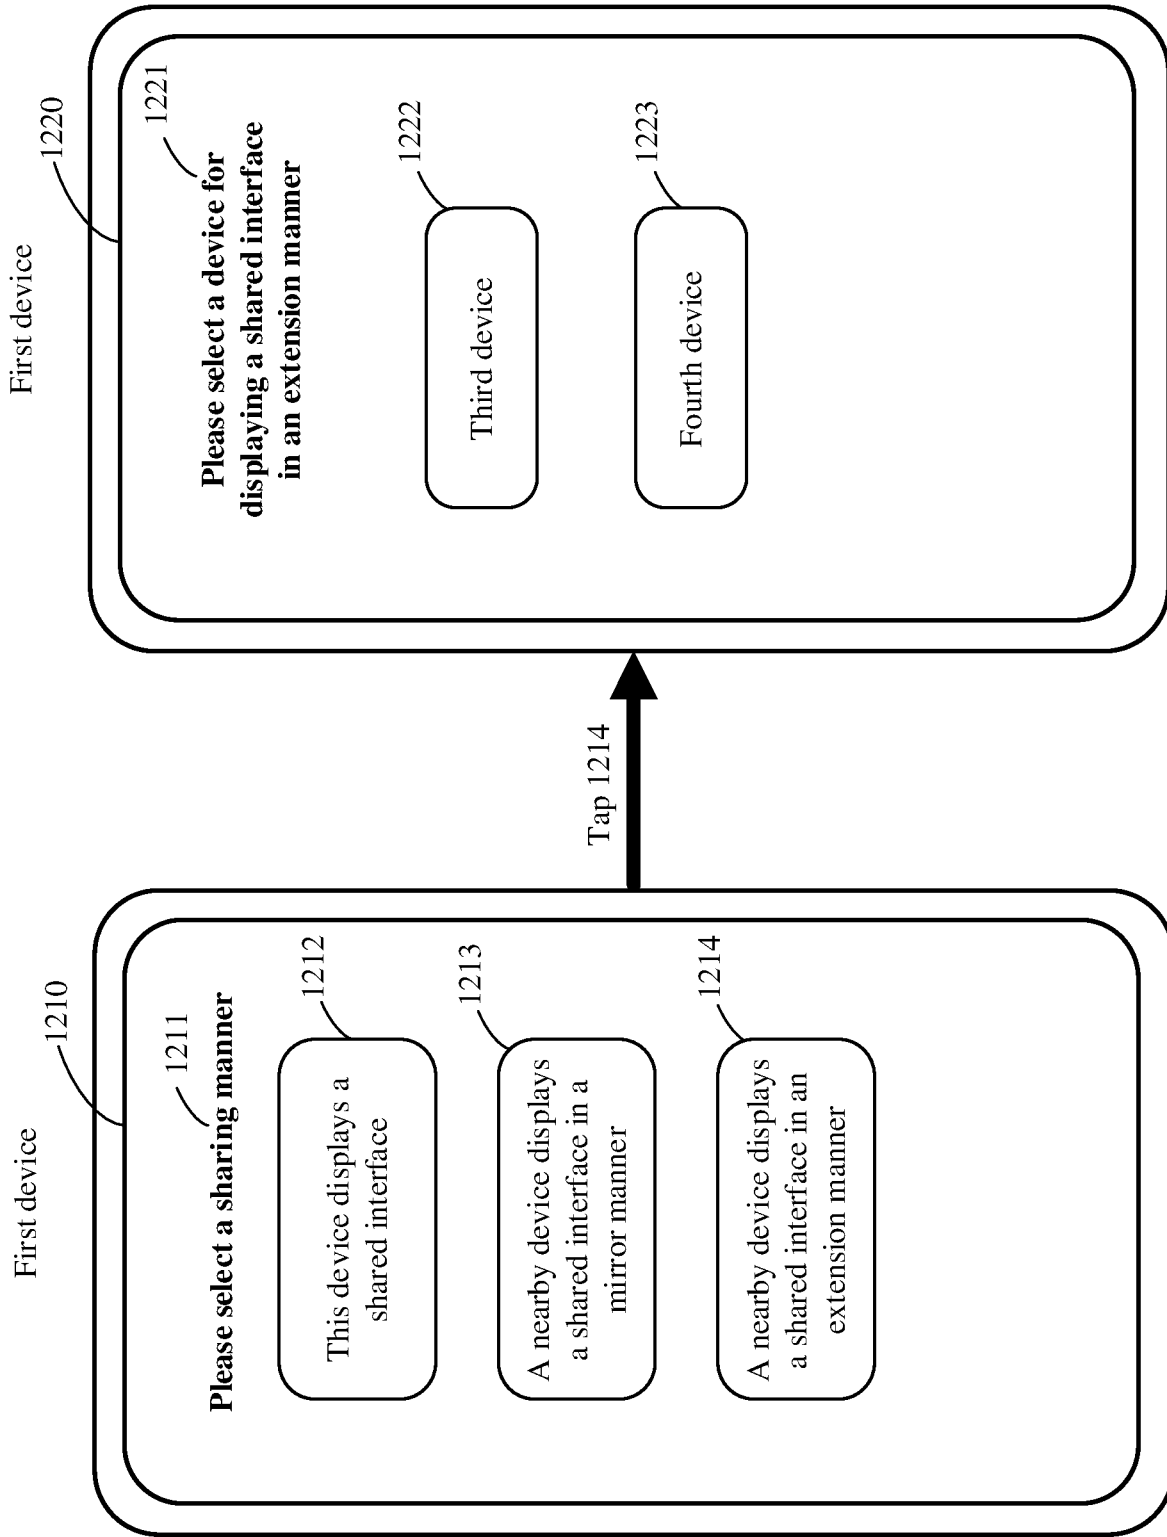 First device
1210
1211
Please select a sharing manner
1212
This device displays a
shared interface
1213
A nearby device displays
a shared interface in a
mirror manner
1214
A nearby device displays
a shared interface in an
extension manner
Tap 1214
First device
1220
1221
Please select a device for
displaying a shared interface
in an extension manner
1222
Third device
1223
Fourth device